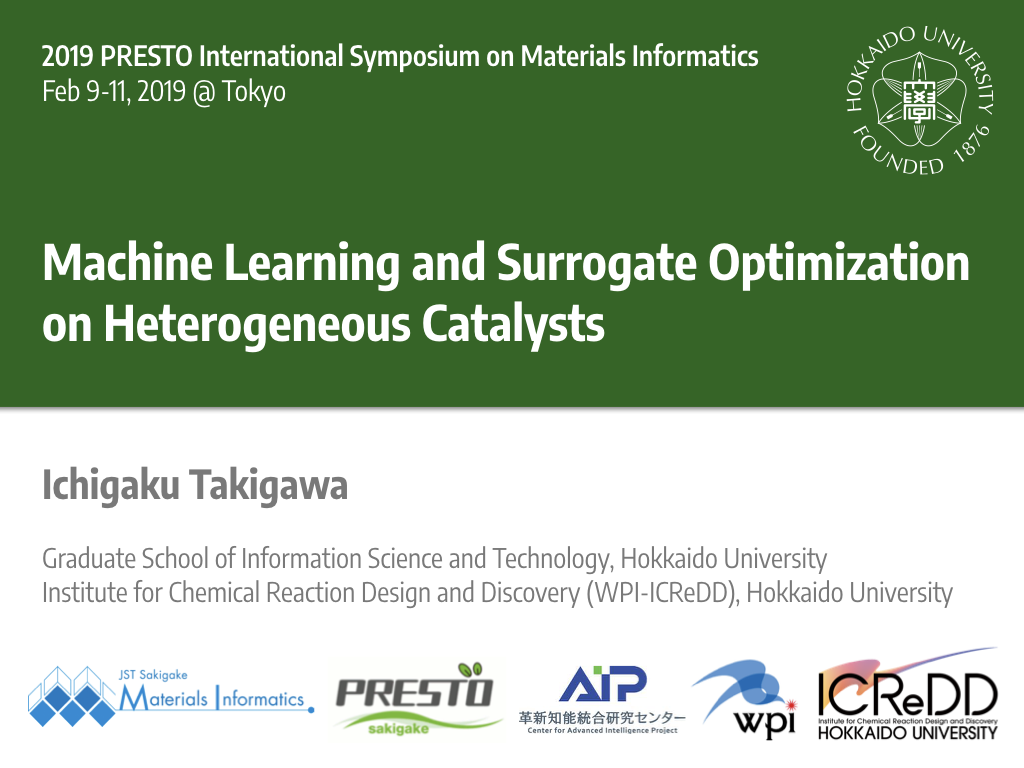 2019 PRESTO International Symposium on Materials Informatics
Feb 9-11, 2019 @ Tokyo
HOKKAIDO UNIVERSITY
FOUNDED 1876
Machine Learning and Surrogate Optimization
on Heterogeneous Catalysts
Ichigaku Takigawa
Graduate School of Information Science and Technology, Hokkaido University
Institute for Chemical Reaction Design and Discovery (WPI-ICReDD), Hokkaido University
JST Sakigake
Materials Informatics.
PRESTO
sakigake
AIP
革新知能統合研究センター
Center for Advanced Intelligence Project
wpi
ICReDD
Institute for Chemical Reaction Design and Discovery
HOKKAIDO UNIVERSITY